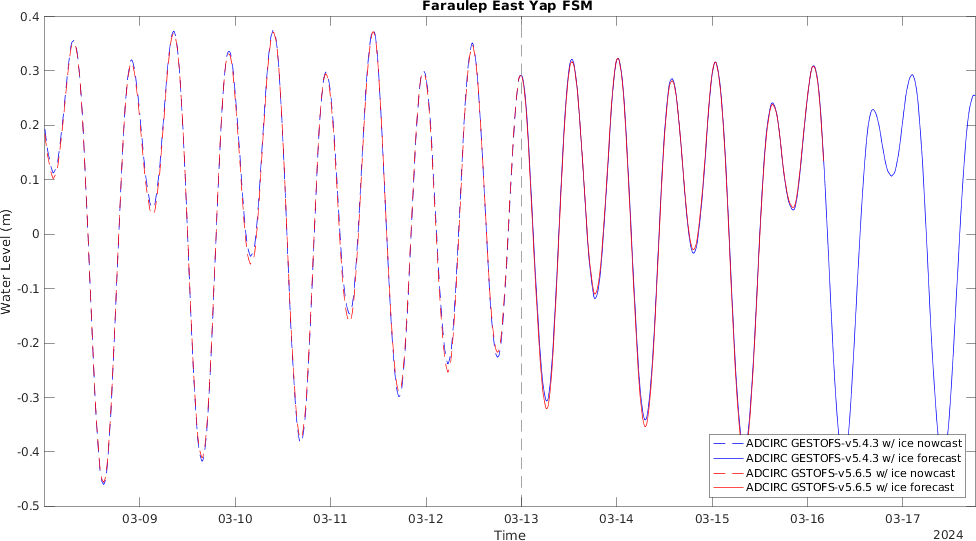 Faraulep East Yap FSM
0.4
0.3
0.2
0.1
0
-0.1
-0.2
-0.3
-0.4
-0.5
Water Level (m)
ADCIRC GESTOFS-v5.4.3 w/ ice nowcast
ADCIRC GESTOFS-v5.4.3 w/ ice forecast
ADCIRC GSTOFS-v5.6.5 w/ ice nowcast
ADCIRC GSTOFS-v5.6.5 w/ ice forecast
03-09 03-10 03-11 03-12 03-13 03-14 03-15 03-16 03-17
Time
2024